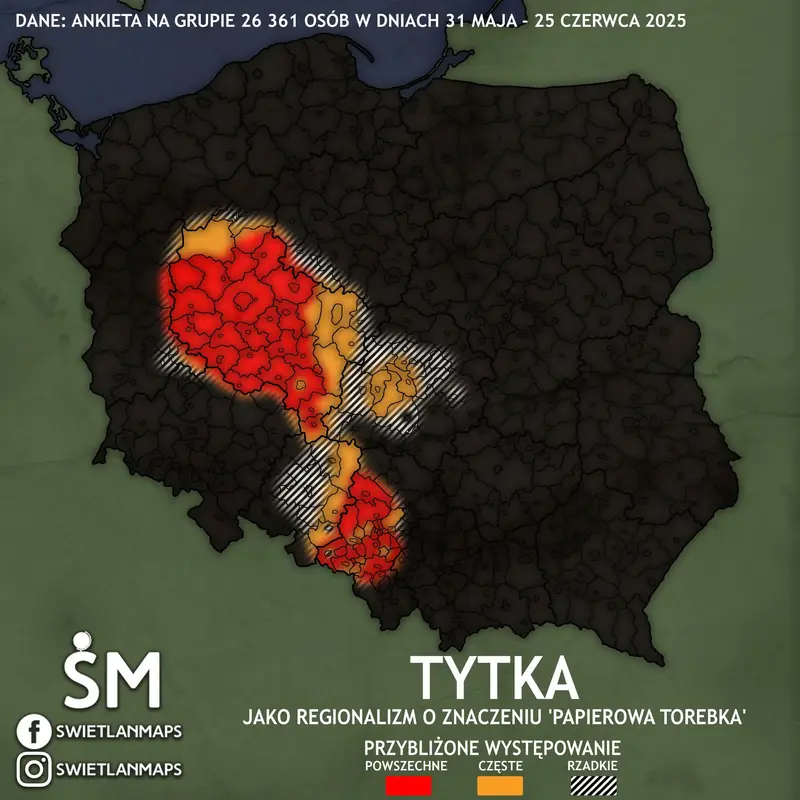 DANE: ANKIETA NA GRUPIE 26 361 OSÓB W DNIACH 31 MAJA - 25 CZERWCA 2025
ŚM
SWIETLANMAPS
SWIETLANMAPS
TYTKA
JAKO REGIONALIZM O ZNACZENIU 'PAPIEROWA TOREBKA'
PRZYBLIŻONE WYSTĘPOWANIE
POWSZECHNE CZĘSTE RZADKIE